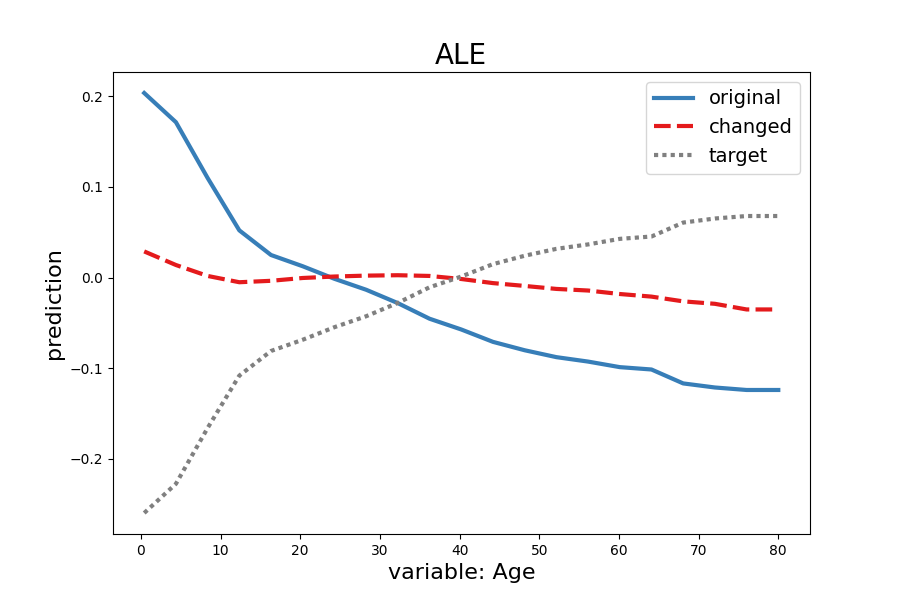 ALE
original
changed
target
0.2
0.1
0.0
−0.1
−0.2
prediction
0 10 20 30 40 50 60 70 80
variable: Age